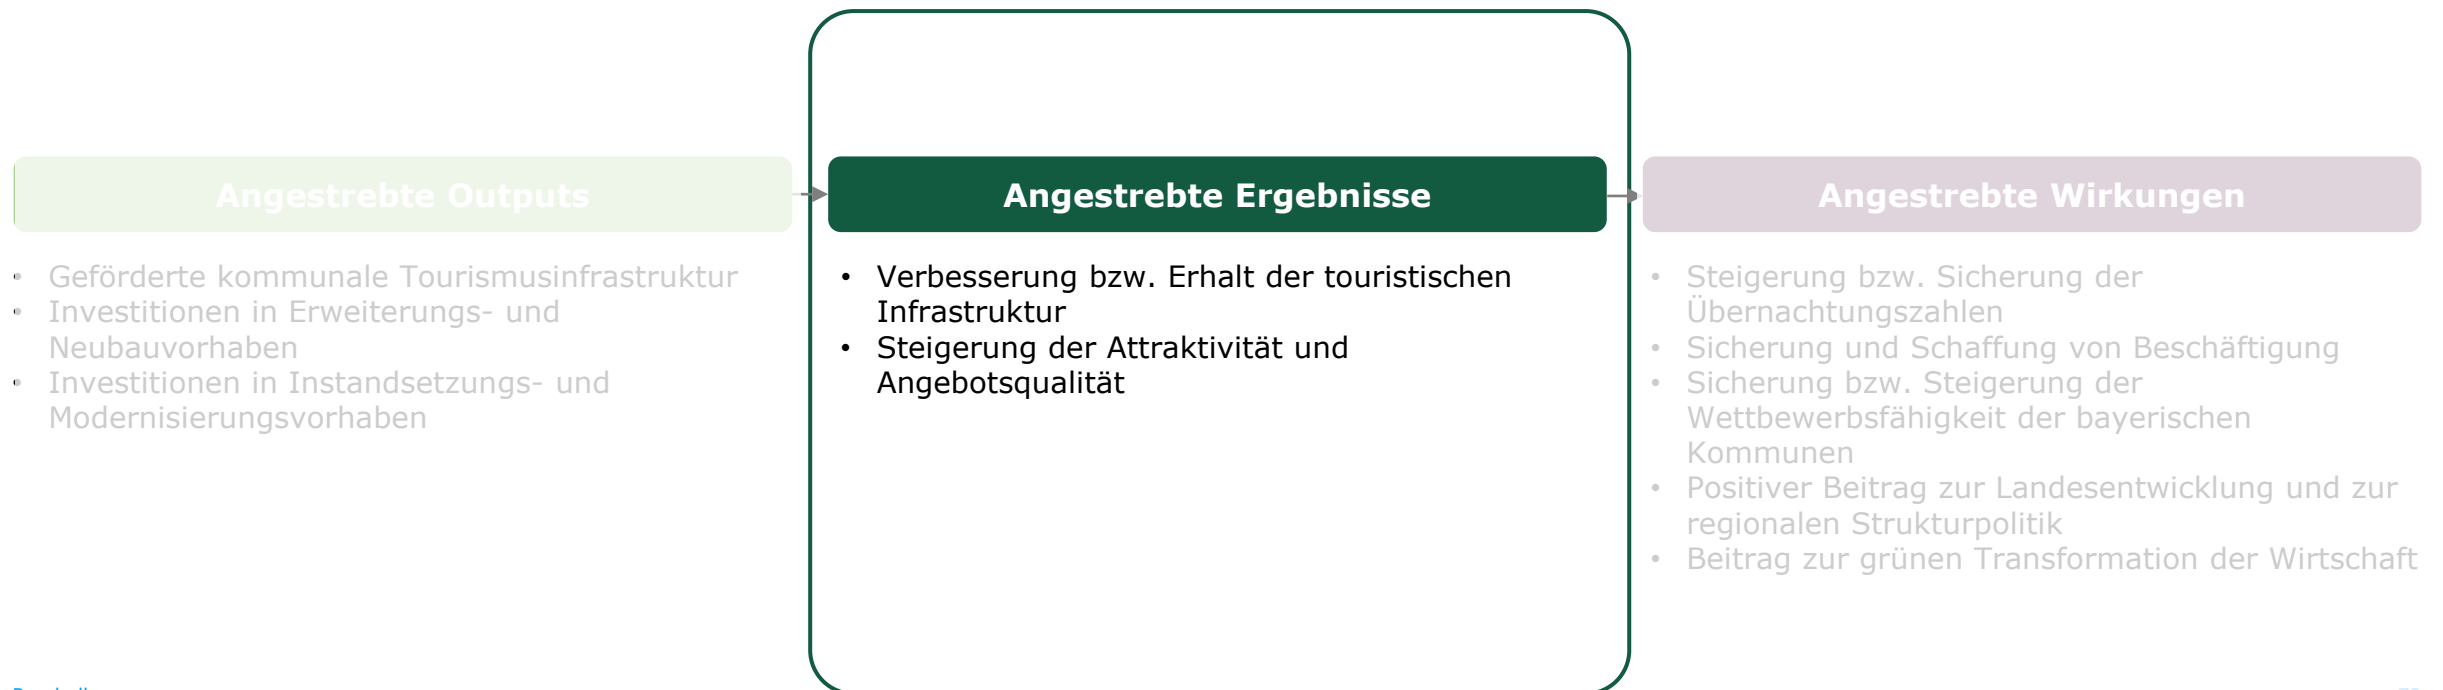 Angestrebte Outputs
• Geförderte kommunale Tourismusinfrastruktur
• Investitionen in Erweiterungs- und
Neubauvorhaben
• Investitionen in Instandsetzungs- und
Modernisierungsvorhaben
Angestrebte Ergebnisse
• Verbesserung bzw. Erhalt der touristischen
Infrastruktur
• Steigerung der Attraktivität und
Angebotsqualität
Angestrebte Wirkungen
• Steigerung bzw. Sicherung der
Übernachtungszahlen
• Sicherung und Schaffung von Beschäftigung
• Sicherung bzw. Steigerung der
Wettbewerbsfähigkeit der bayerischen
Kommunen
• Positiver Beitrag zur Landesentwicklung und zur
regionalen Strukturpolitik
• Beitrag zur grünen Transformation der Wirtschaft